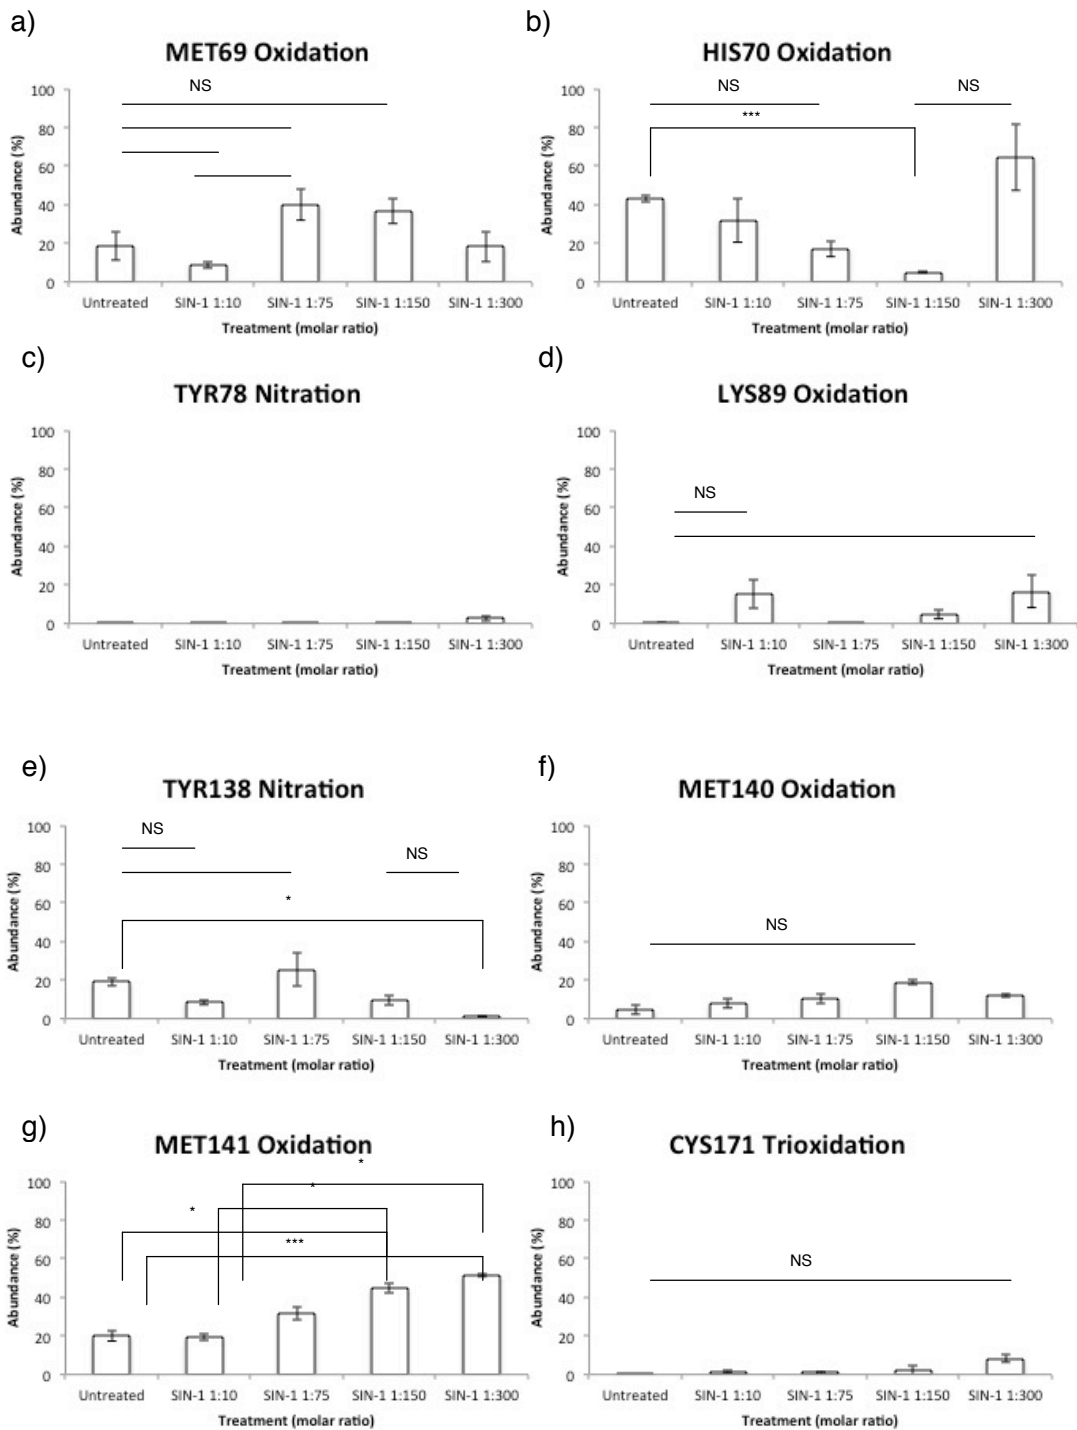 a)
MET69 Oxidation
NS
100
80
60
40
20
0
Abundance (%)
Untreated SIN-1 1:10 SIN-1 1:75 SIN-1 1:150 SIN-1 1:300
Treatment (molar ratio)
b)
HIS70 Oxidation
NS
NS
***
100
80
60
40
20
0
Abundance (%)
Untreated SIN-1 1:10 SIN-1 1:75 SIN-1 1:150 SIN-1 1:300
Treatment (molar ratio)
c)
TYR78 Nitration
100
80
60
40
20
0
Abundance (%)
Untreated SIN-1 1:10 SIN-1 1:75 SIN-1 1:150 SIN-1 1:300
Treatment (molar ratio)
d)
LYS89 Oxidation
NS
100
80
60
40
20
0
Abundance (%)
Untreated SIN-1 1:10 SIN-1 1:75 SIN-1 1:150 SIN-1 1:300
Treatment (molar ratio)
e)
TYR138 Nitration
NS
NS
*
100
80
60
40
20
0
Abundance (%)
Untreated SIN-1 1:10 SIN-1 1:75 SIN-1 1:150 SIN-1 1:300
Treatment (molar ratio)
f)
MET140 Oxidation
NS
100
80
60
40
20
0
Abundance (%)
Untreated SIN-1 1:10 SIN-1 1:75 SIN-1 1:150 SIN-1 1:300
Treatment (molar ratio)
g)
MET141 Oxidation
*
*
*
***
100
80
60
40
20
0
Abundance (%)
Untreated SIN-1 1:10 SIN-1 1:75 SIN-1 1:150 SIN-1 1:300
Treatment (molar ratio)
h)
CYS171 Trioxidation
NS
100
80
60
40
20
0
Abundance (%)
Untreated SIN-1 1:10 SIN-1 1:75 SIN-1 1:150 SIN-1 1:300
Treatment (molar ratio)